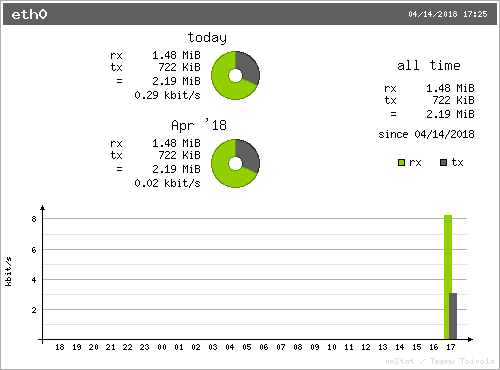 eth0 04/14/2018 17:25
today
rx 1.48 MiB
tx 722 KiB
= 2.19 MiB
0.29 kbit/s
Apr '18
rx 1.48 MiB
tx 722 KiB
= 2.19 MiB
0.02 kbit/s
all time
rx 1.48 MiB
tx 722 KiB
= 2.19 MiB
since 04/14/2018
rx tx
kbit/s
8
6
4
2
18 19 20 21 22 23 00 01 02 03 04 05 06 07 08 09 10 11 12 13 14 15 16 17
vnStat / Teemu Toivola